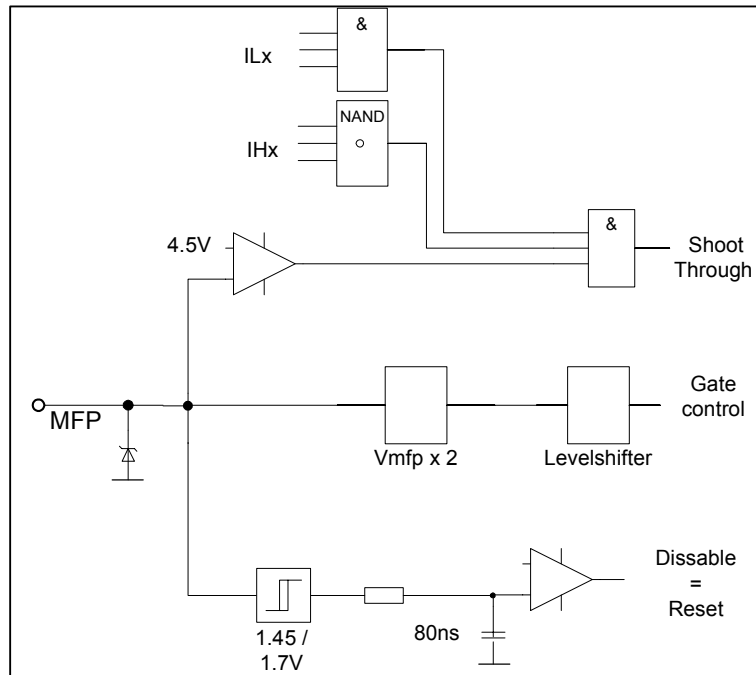 &
ILx
NAND
IHx
4.5V
&
Shoot
Through
MFP
Vmfp x 2
Levelshifter
Gate
control
1.45 /
1.7V
80ns
Dissable
=
Reset